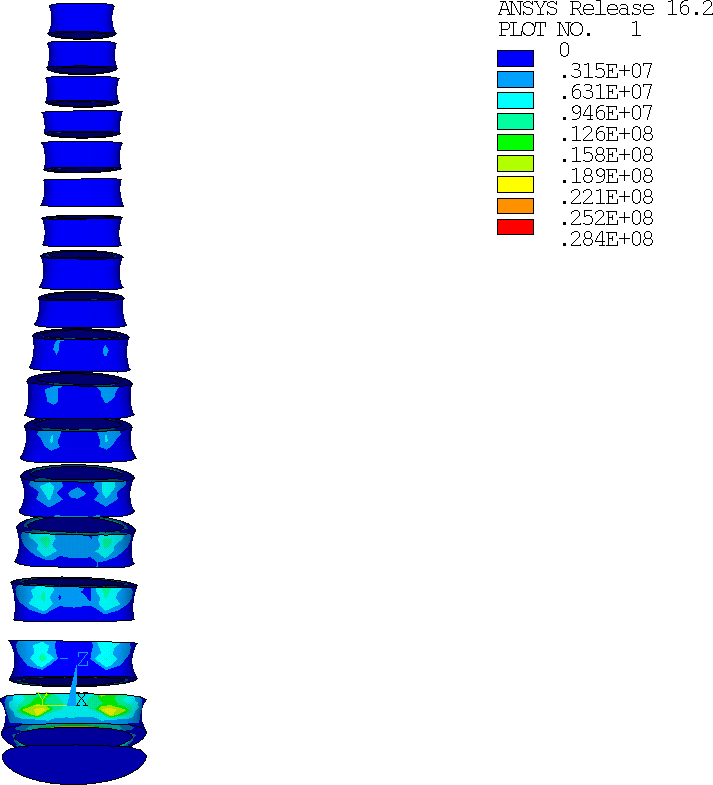 ANSYS Release 16.2
PLOT NO. 1
0
.315E+07
.631E+07
.946E+07
.126E+08
.158E+08
.189E+08
.221E+08
.252E+08
.284E+08
Z
Y X